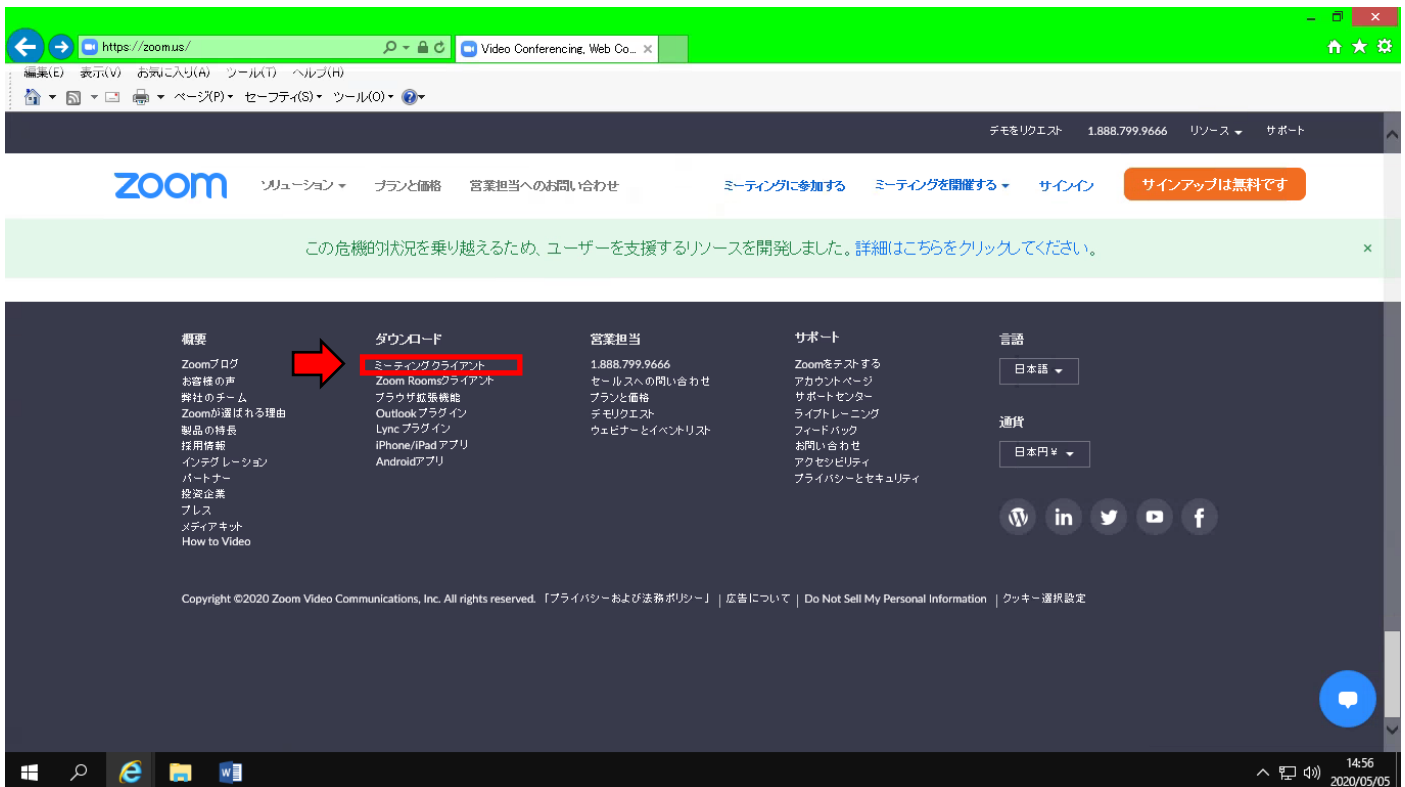 https://zoom.us/
Video Conferencing, Web Co...
編集(E) 表示(V) お気に入り(A) ツール(T) ヘルプ(H)
ページ(P) セーフティ(S) ツール(O)
デモをリクエスト 1.888.799.9666 リソース サポート
zoom ソリューション プランと価格 営業担当へのお問い合わせ ミーティングに参加する ミーティングを開催する サインイン サインアップは無料です
この危機的状況を乗り越えるため、ユーザーを支援するリソースを開発しました。詳細はこちらをクリックしてください。 ×
概要
Zoomブログ
お客様の声
弊社のチーム
Zoomが選ばれる理由
製品の特長
採用情報
インテグレーション
パートナー
投資企業
プレス
メディアキット
How to Video
ダウンロード
ミーティングクライアント
Zoom Roomsクライアント
ブラウザ拡張機能
Outlookプラグイン
Lyncプラグイン
iPhone/iPadアプリ
Androidアプリ
営業担当
1.888.799.9666
セールスへの問い合わせ
プランと価格
デモリクエスト
ウェビナーとイベントリスト
サポート
Zoomをテストする
アカウントページ
サポートセンター
ライブトレーニング
フィードバック
お問い合わせ
アクセシビリティ
プライバシーとセキュリティ
言語
日本語
通貨
日本円¥
Copyright ©2020 Zoom Video Communications, Inc. All rights reserved. 「プライバシーおよび法務ポリシー」 | 広告について | Do Not Sell My Personal Information | クッキー選択設定
14:56
2020/05/05